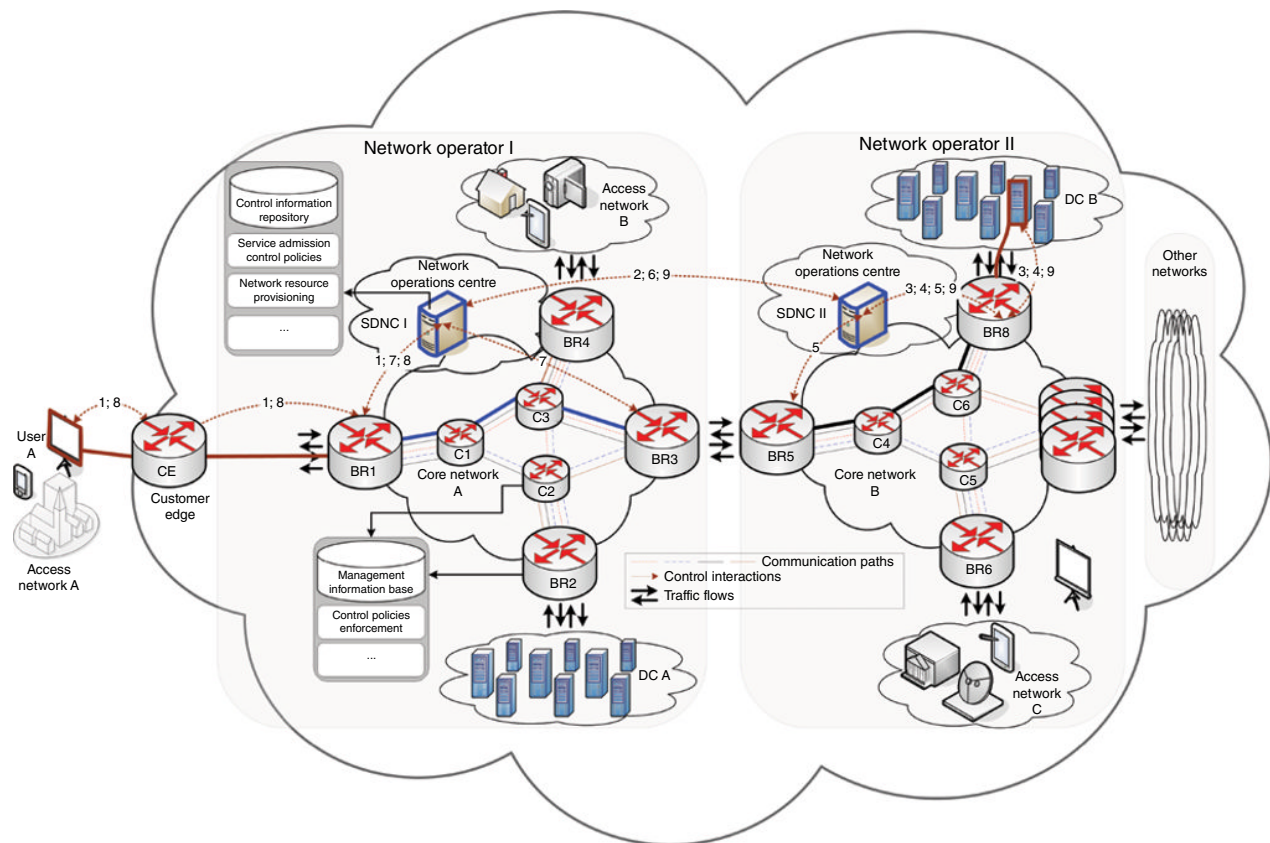 Network operator I
Network operator II
Control information
repository
Service admission
control policies
Network resource
provisioning
...
Access
network
B
DC B
Network
operations centre
SDNC I
Network
operations centre
SDNC II
2; 6; 9
3; 4; 9
3; 4; 5; 9
Other
networks
BR4
BR8
1; 7; 8
7
5
1; 8
1; 8
User
A
CE
Customer
edge
BR1
C1
C3
BR3
BR5
C4
C6
Core network
A
C2
Core network
B
C5
Access
network A
Management
information base
Control policies
enforcement
...
BR2
BR6
Communication paths
Control interactions
Traffic flows
DC A
Access
network
C